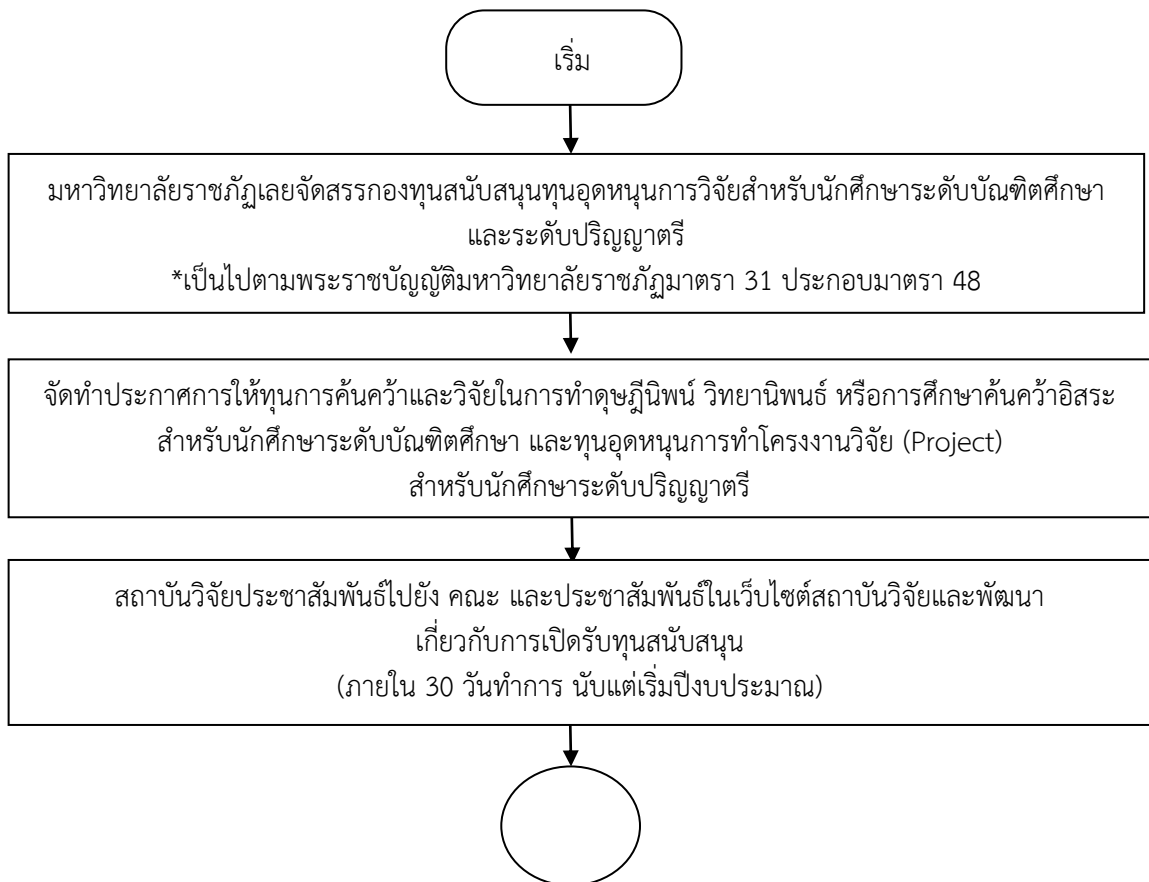 เริ่ม
มหาวิทยาลัยราชภัฏเลยจัดสรรกองทุนสนับสนุนทุนอุดหนุนการวิจัยสำหรับนักศึกษาระดับบัณฑิตศึกษา
และระดับปริญญาตรี
*เป็นไปตามพระราชบัญญัติมหาวิทยาลัยราชภัฏมาตรา 31 ประกอบมาตรา 48
จัดทำประกาศการให้ทุนการค้นคว้าและวิจัยในการทำดุษฎีนิพน์ วิทยานิพนธ์ หรือการศึกษาค้นคว้าอิสระ
สำหรับนักศึกษาระดับบัณฑิตศึกษา และทุนอุดหนุนการทำโครงงานวิจัย (Project)
สำหรับนักศึกษาระดับปริญญาตรี
สถาบันวิจัยประชาสัมพันธ์ไปยัง คณะ และประชาสัมพันธ์ในเว็บไซต์สถาบันวิจัยและพัฒนา
เกี่ยวกับการเปิดรับทุนสนับสนุน
(ภายใน 30 วันทำการ นับแต่เริ่มปีงบประมาณ)